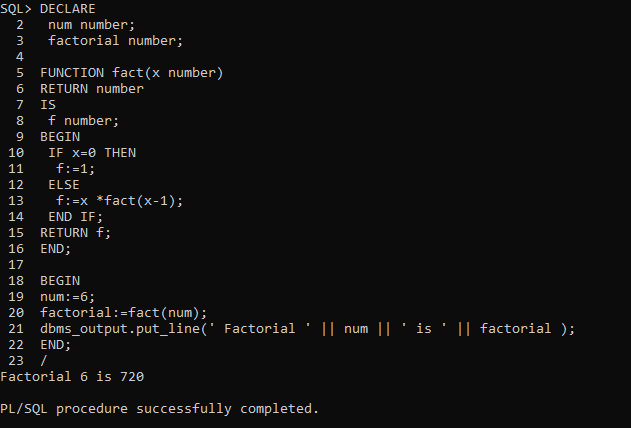 SQL> DECLARE
  2   num number;
  3   factorial number;
  4
  5  FUNCTION fact(x number)
  6  RETURN number
  7  IS
  8   f number;
  9  BEGIN
 10   IF x=0 THEN
 11    f:=1;
 12   ELSE
 13    f:=x *fact(x-1);
 14   END IF;
 15  RETURN f;
 16  END;
 17
 18  BEGIN
 19  num:=6;
 20  factorial:=fact(num);
 21  dbms_output.put_line(' Factorial ' || num || ' is ' || factorial );
 22  END;
 23  /
Factorial 6 is 720

PL/SQL procedure successfully completed.